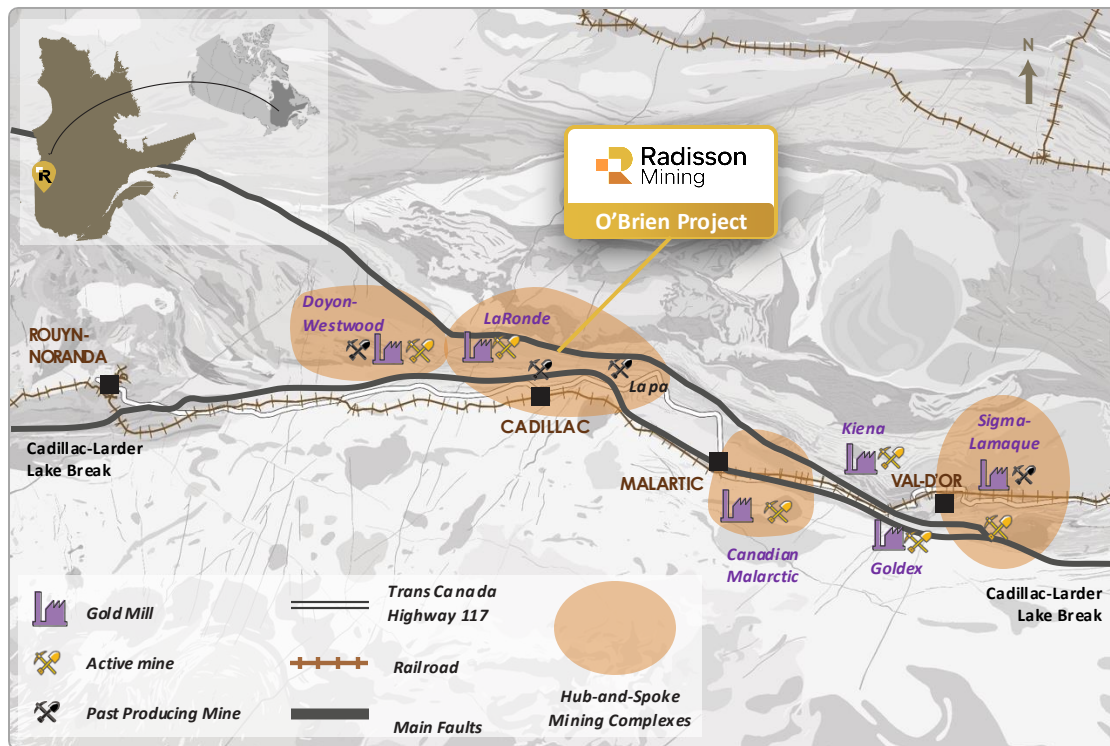 N
R
Radisson
Mining
O'Brien Project
Doyon-
Westwood
LaRonde
ROUYN-
NORANDA
Lapa
CADILLAC
Cadillac-Larder
Lake Break
Kiena
Sigma-
Lamaque
MALARTIC
VAL-D'OR
Canadian
Malarctic
Goldex
Cadillac-Larder
Lake Break
Gold Mill
Active mine
Past Producing Mine
Trans Canada
Highway 117
Railroad
Main Faults
Hub-and-Spoke
Mining Complexes